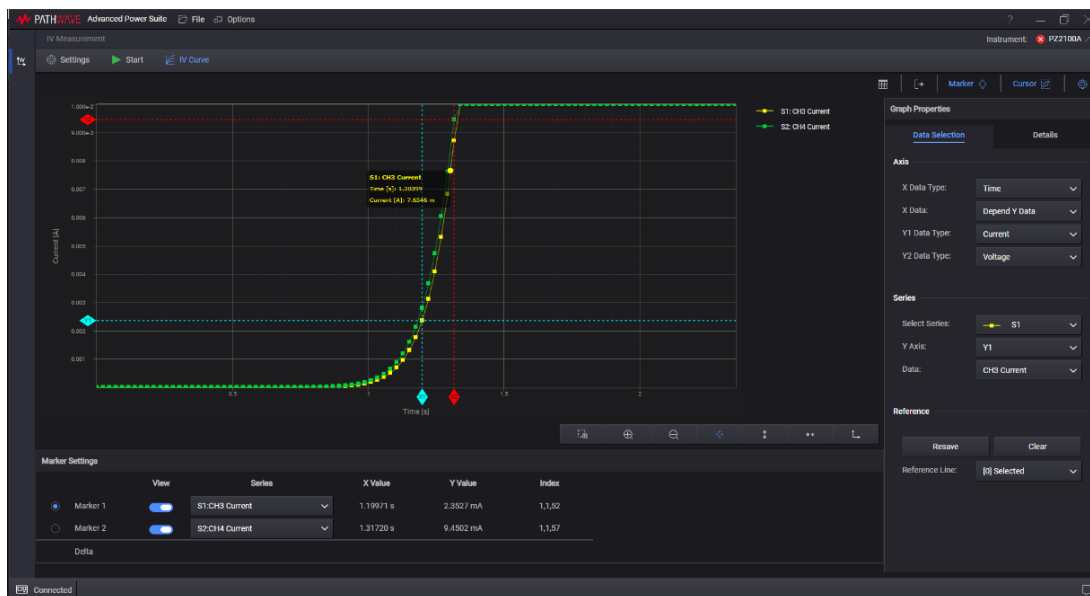 PATHWAVE Advanced Power Suite File Options ?
IV Measurement Instrument: PZ2100A
IV
Settings Start IV Curve
Marker Cursor
Graph Properties
Data Selection Details
Axis
X Data Type: Time
X Data: Depend Y Data
Y1 Data Type: Current
Y2 Data Type: Voltage
Series
Select Series: S1
Y Axis: Y1
Data: CH3 Current
Reference
Resave Clear
Reference Line: [0] Selected
S1: CH3 Current
S2: CH4 Current
1.000e-2
9.000e-3
0.008
0.007
0.006
0.005
0.004
0.003
0.002
0.001
Current [A]
Y1
S1: CH3 Current
Current [A]: 7.6546 m
0.5 1 1.5 2
X1 X2
Time [s]
Marker Settings
View Series X Value Y Value Index
Marker 1 S1:CH3 Current 1.19971 s 2.3527 mA 1,1,52
Marker 2 S2:CH4 Current 1.31720 s 9.4502 mA 1,1,57
Delta
Connected